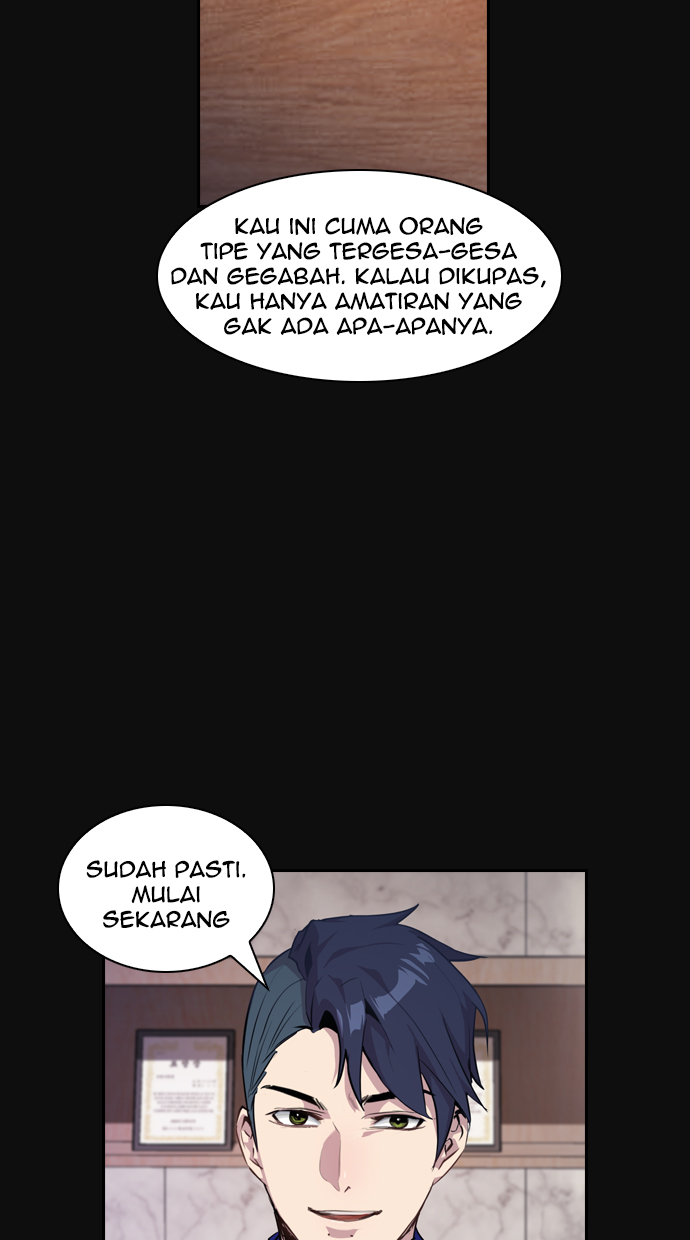 KAU INI CUMA ORANG
TIPE YANG TERGESA-GESA
DAN GEGABAH. KALAU DIKUPAS,
KAU HANYA AMATIRAN YANG
GAK ADA APA-APANYA.
SUDAH PASTI.
MULAI
SEKARANG